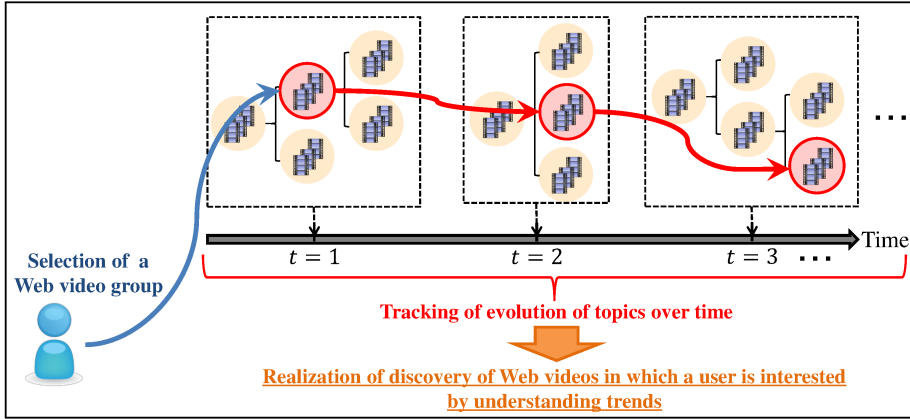 Time
t = 1
t = 2
t = 3
Selection of a
Web video group
Tracking of evolution of topics over time
Realization of discovery of Web videos in which a user is interested
by understanding trends